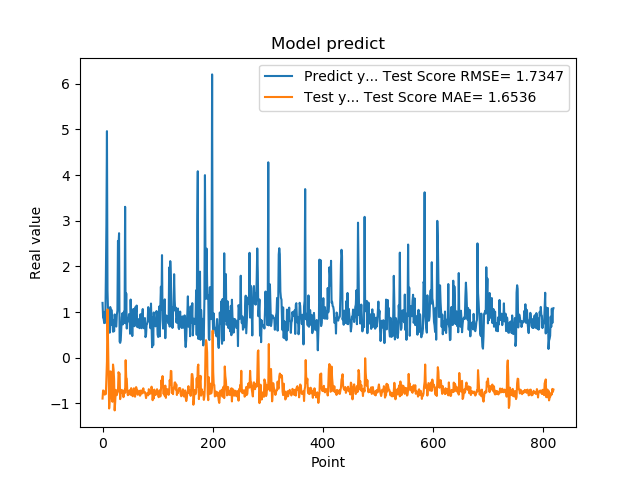 Model predict
Predict y... Test Score RMSE= 1.7347
Test y... Test Score MAE= 1.6536
Real value
6
5
4
3
2
1
0
−1
0 200 400 600 800
Point